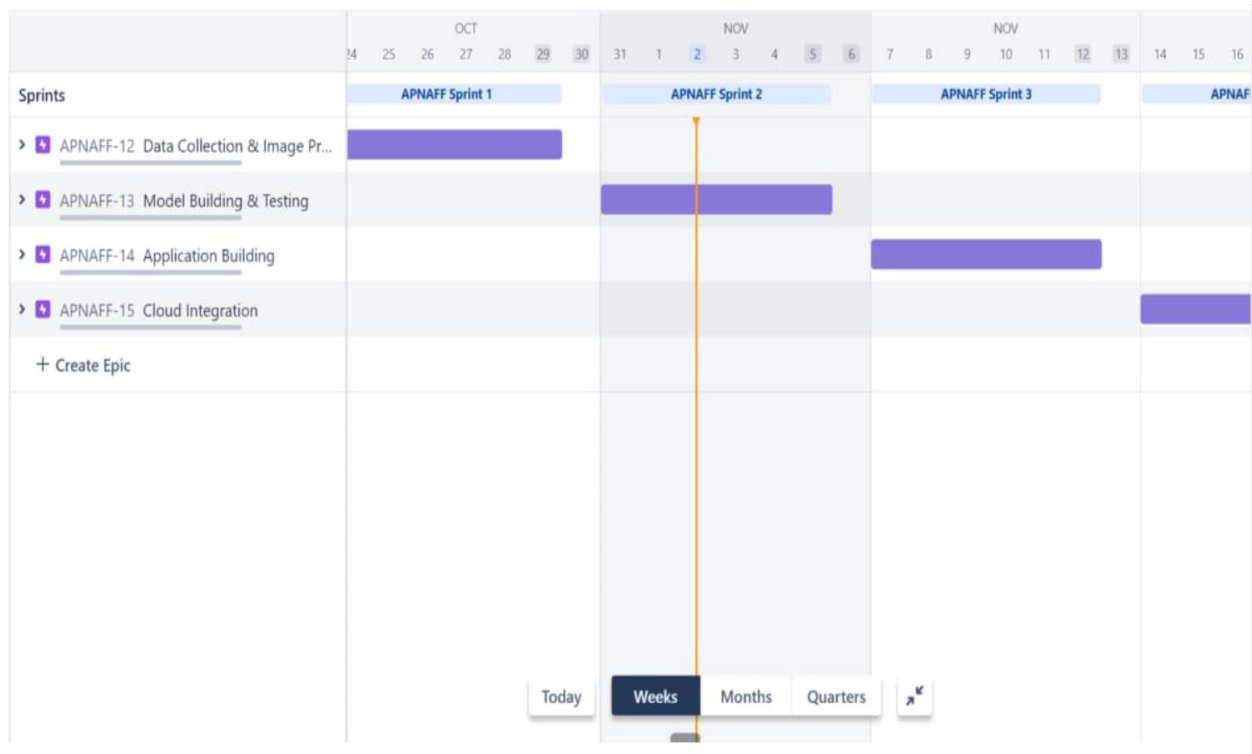 OCT NOV NOV
24 25 26 27 28 29 30 31 1 2 3 4 5 6 7 8 9 10 11 12 13 14 15 16
Sprints APNAFF Sprint 1 APNAFF Sprint 2 APNAFF Sprint 3 APNAF
APNAFF-12 Data Collection & Image Pr...
APNAFF-13 Model Building & Testing
APNAFF-14 Application Building
APNAFF-15 Cloud Integration
+ Create Epic
Today Weeks Months Quarters